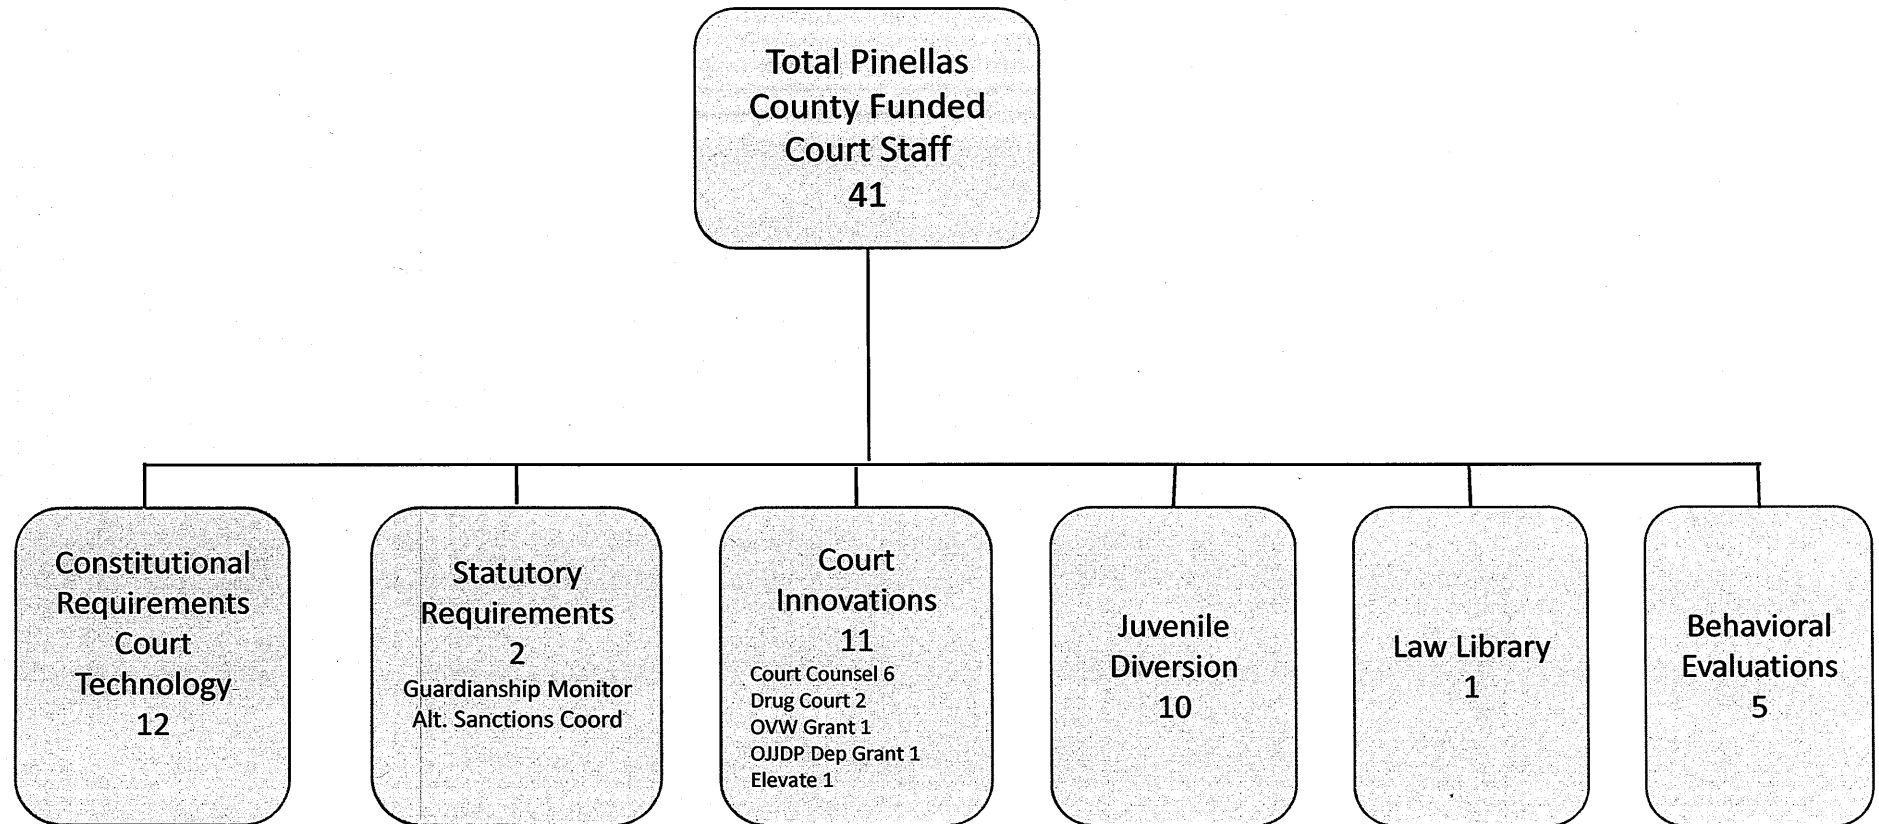 Total Pinellas
County Funded
Court Staff
41
Constitutional
Requirements
Court
Technology
12
Statutory
Requirements
2
Guardianship Monitor
Alt. Sanctions Coord
Court
Innovations
11
Court Counsel 6
Drug Court 2
OVW Grant 1
OJJDP Dep Grant 1
Elevate 1
Juvenile
Diversion
10
Law Library
1
Behavioral
Evaluations
5